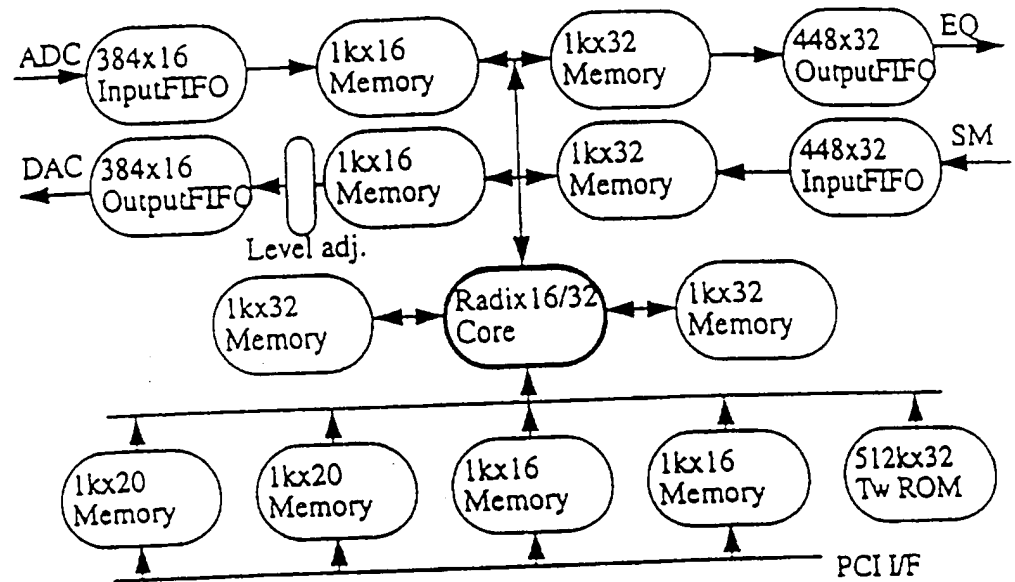 ADC
384x16
InputFIFO
1kx16
Memory
1kx32
Memory
448x32
OutputFIFO
EQ
DAC
384x16
OutputFIFO
1kx16
Memory
1kx32
Memory
448x32
InputFIFO
SM
Level adj.
1kx32
Memory
Radix16/32
Core
1kx32
Memory
1kx20
Memory
1kx20
Memory
1kx16
Memory
1kx16
Memory
512kx32
Tw ROM
PCI I/F